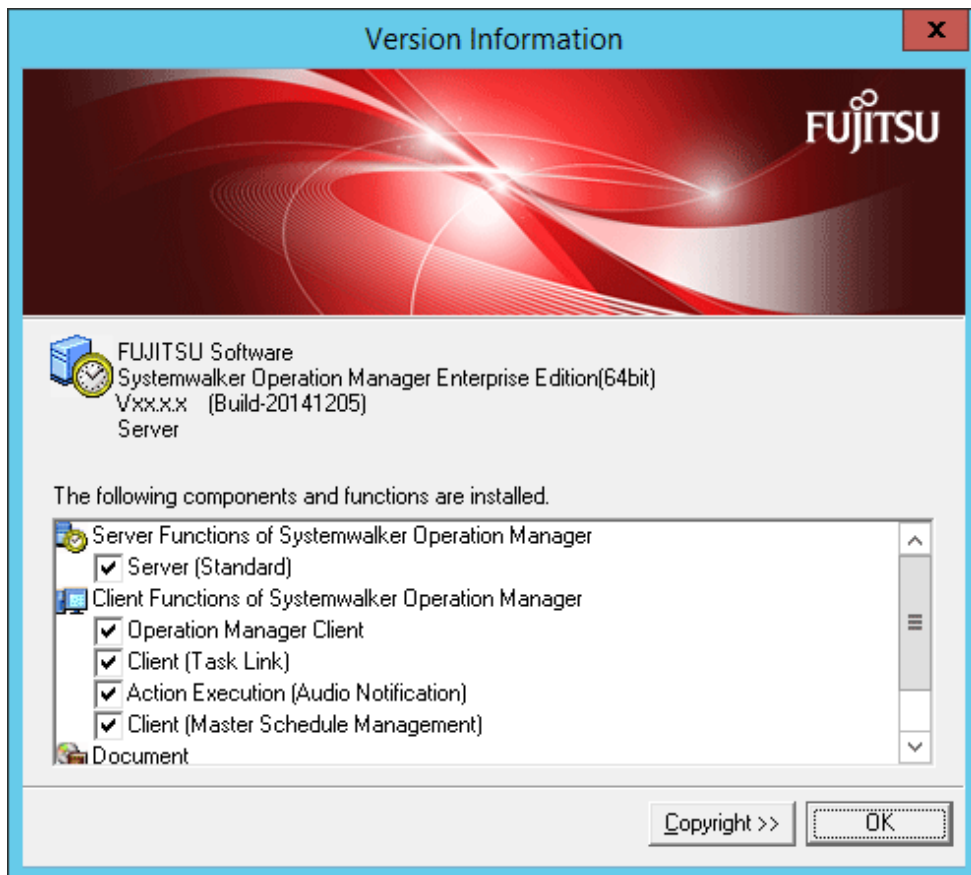 Version Information
x
FUJITSU
FUJITSU Software
Systemwalker Operation Manager Enterprise Edition(64bit)
Vxx.x.x (Build-20141205)
Server
The following components and functions are installed.
Server Functions of Systemwalker Operation Manager
Server (Standard)
Client Functions of Systemwalker Operation Manager
Operation Manager Client
Client (Task Link)
Action Execution (Audio Notification)
Client (Master Schedule Management)
Document
Copyright >>
OK